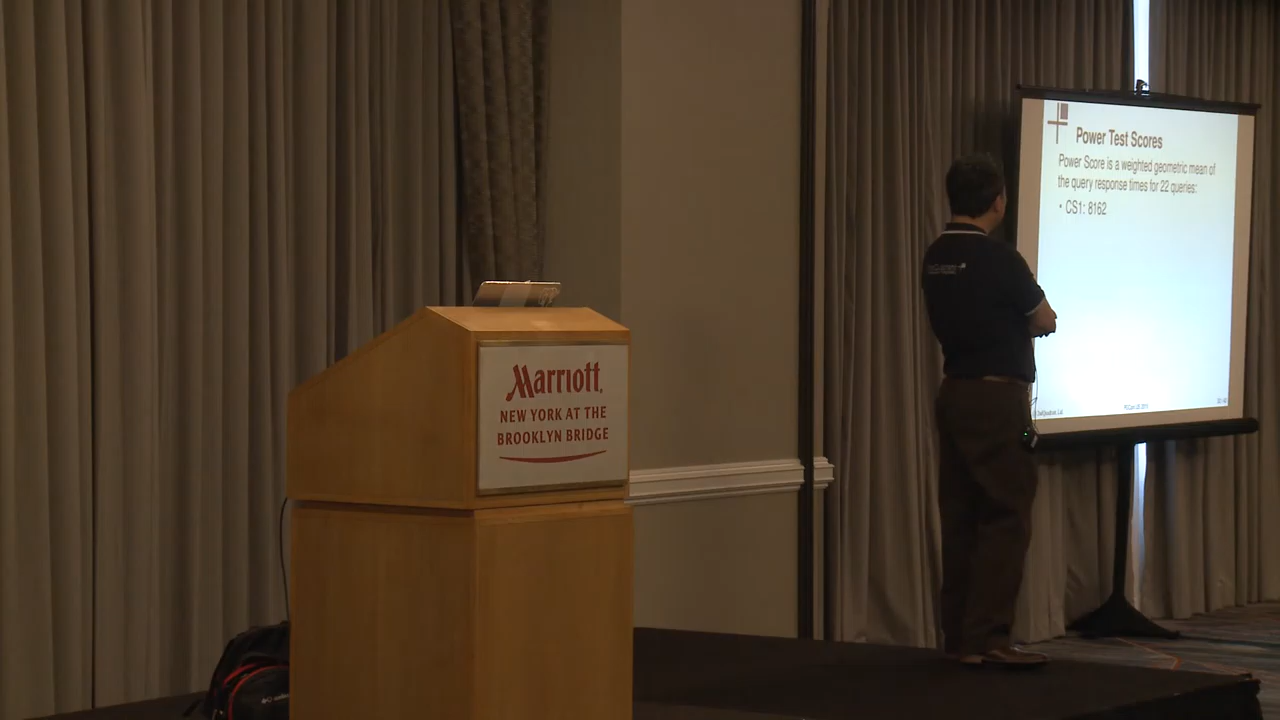 Power Test Scores
Power Score is a weighted geometric mean of
the query response times for 22 queries:
• CS1: 8162
Marriott
NEW YORK AT THE
BROOKLYN BRIDGE